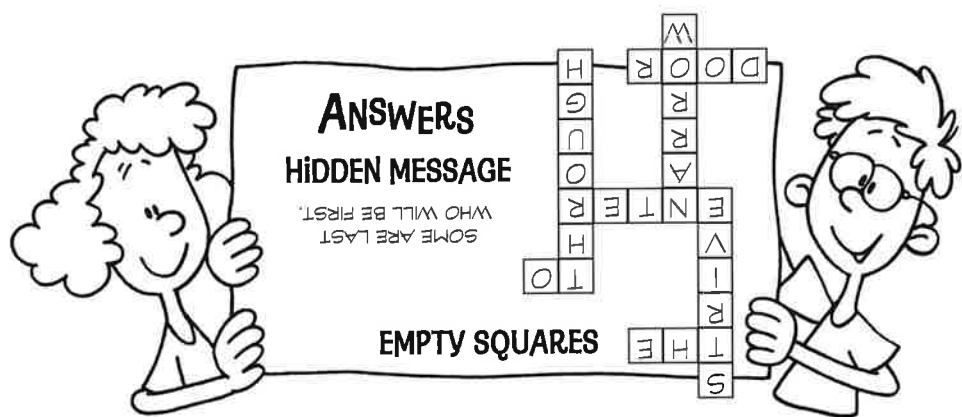 ANSWERS
HIDDEN MESSAGE
SOME ARE LAST
WHO WILL BE FIRST.
EMPTY SQUARES
STRIVE
THE
TO
THROUGH
ENTER
NARROW
DOOR